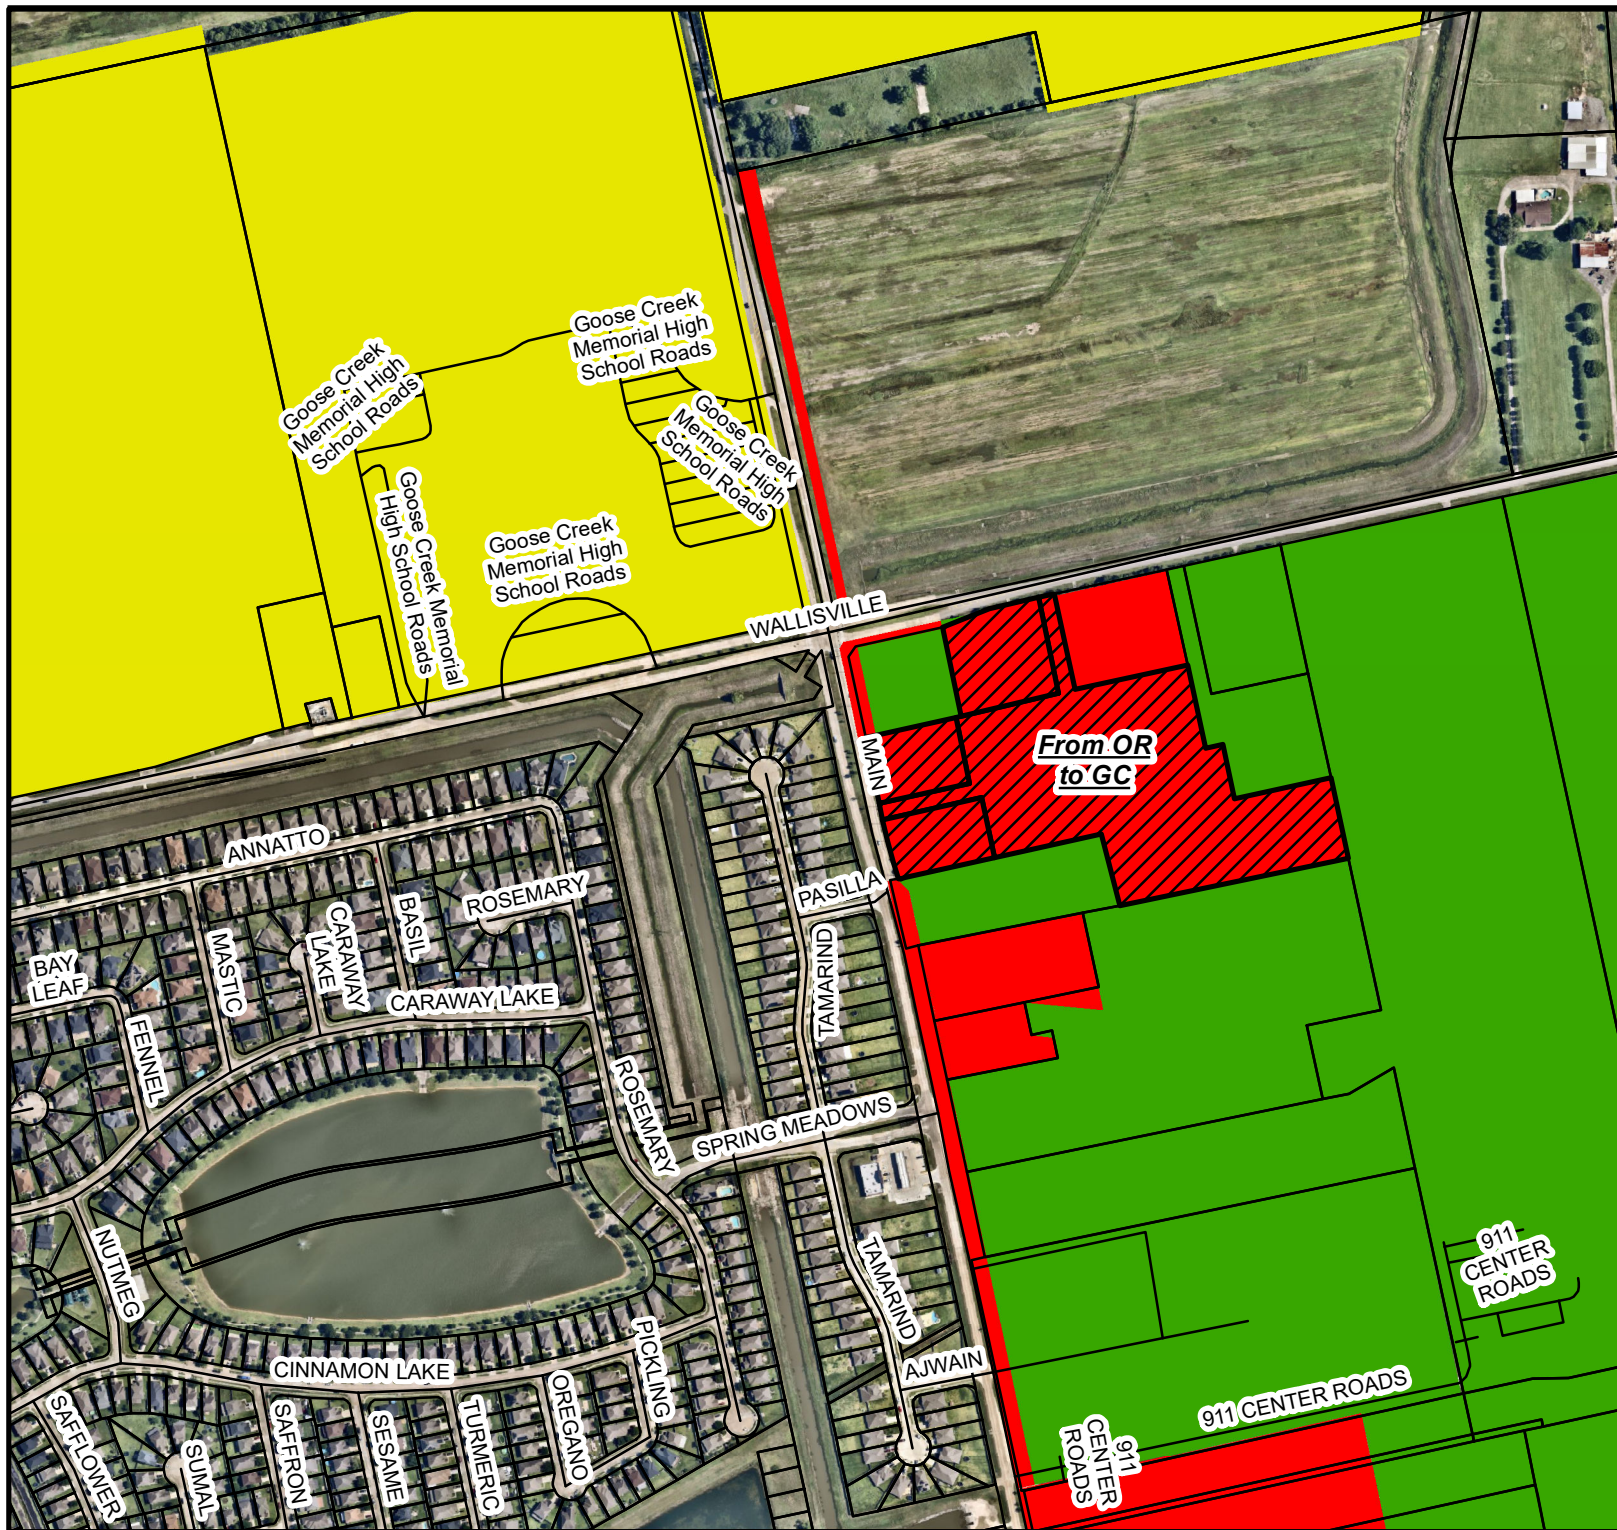 Goose Creek
Memorial High
School Roads
Goose Creek
Memorial High
School Roads
Goose Creek
Memorial High
School Roads
Goose Creek Memorial
High School Roads
Goose Creek
Memorial High
School Roads
WALLISVILLE
MAIN
From OR
to GC
ANNATTO
ROSEMARY
BASIL
CARAWAY
LAKE
MASTIC
BAY
LEAF
FENNEL
CARAWAY LAKE
PASILLA
TAMARIND
ROSEMARY
SPRING MEADOWS
NUTMEG
TAMARIND
911
CENTER
ROADS
CINNAMON LAKE
PICKLING
AJWAIN
911 CENTER ROADS
SAFFLOWER
SUMAL
SAFFRON
SESAME
TURMERIC
OREGANO
911
CENTER
ROADS